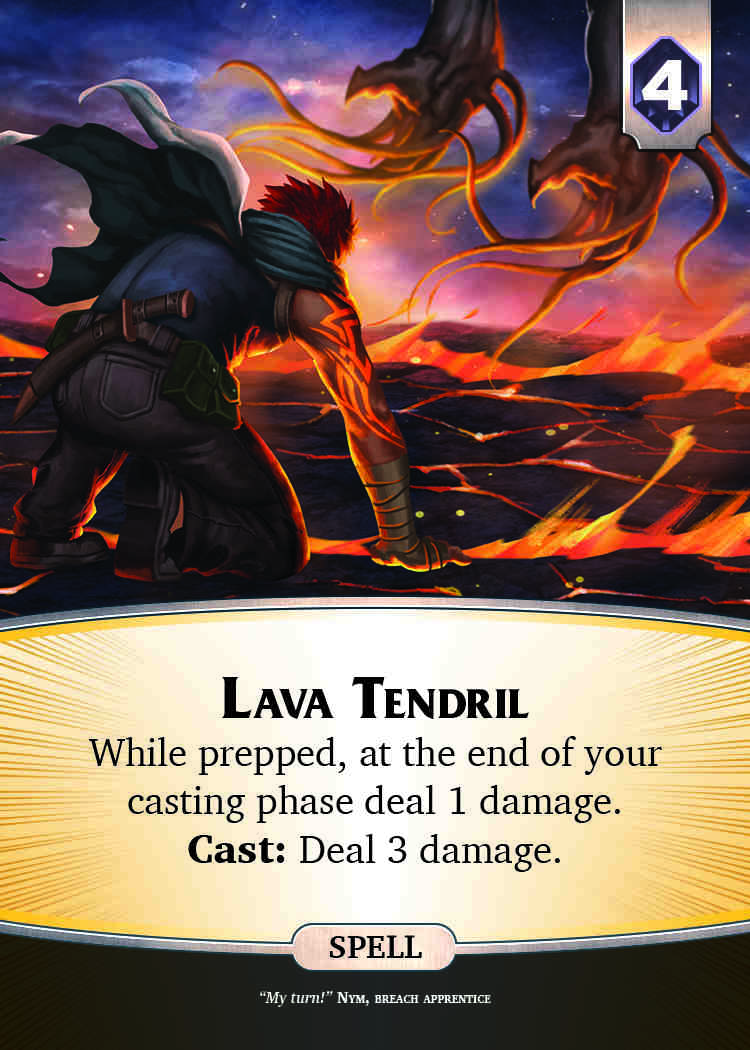 4
Lava Tendril
While prepped, at the end of your
casting phase deal 1 damage.
Cast: Deal 3 damage.
SPELL
“My turn!” Nym, breach apprentice